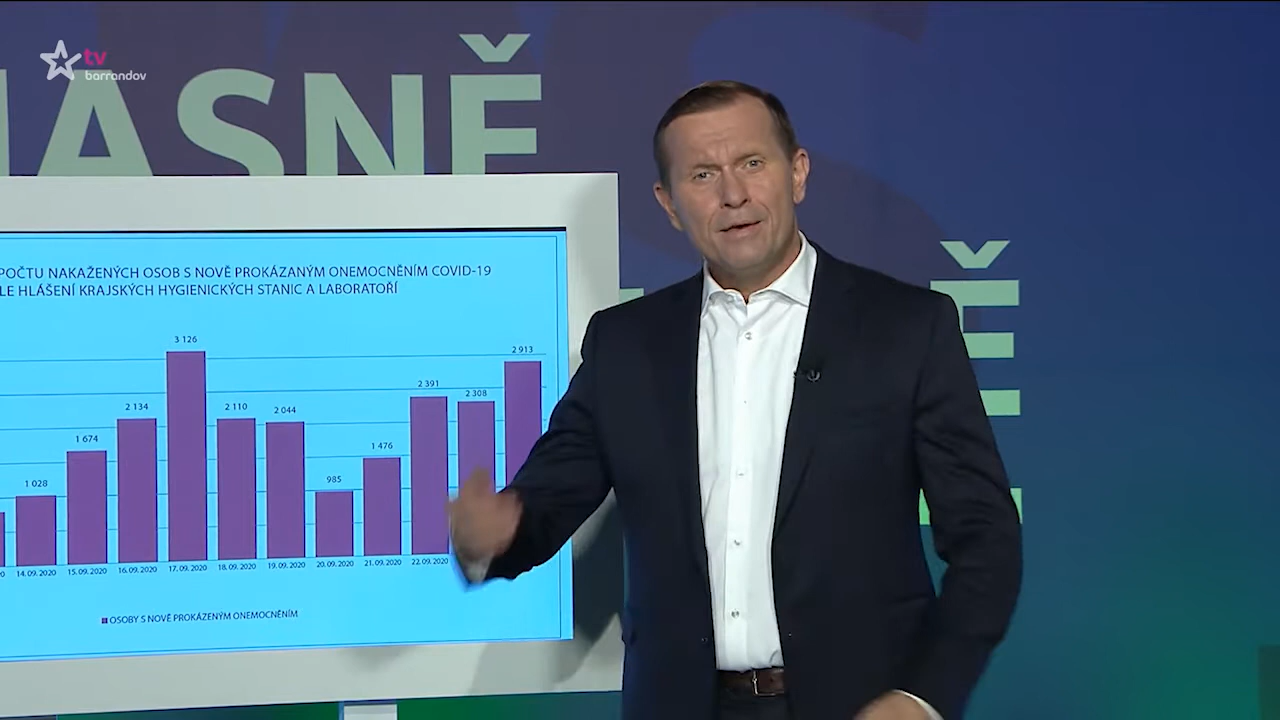 tv
barrandov
ASNĚ
Ě
POČTU NAKAŽENÝCH OSOB S NOVĚ PROKÁZANÝM ONEMOCNĚNÍM COVID-19
LE HLÁŠENÍ KRAJSKÝCH HYGIENICKÝCH STANIC A LABORATOŘÍ
3 126
2 913
2 391
2 308
2 134
2 110
2 044
1 674
1 476
1 028
985
14. 09. 2020 15. 09. 2020 16. 09. 2020 17. 09. 2020 18. 09. 2020 19. 09. 2020 20. 09. 2020 21. 09. 2020 22. 09. 2020
OSOBY S NOVĚ PROKÁZENÝM ONEMOCNĚNÍM